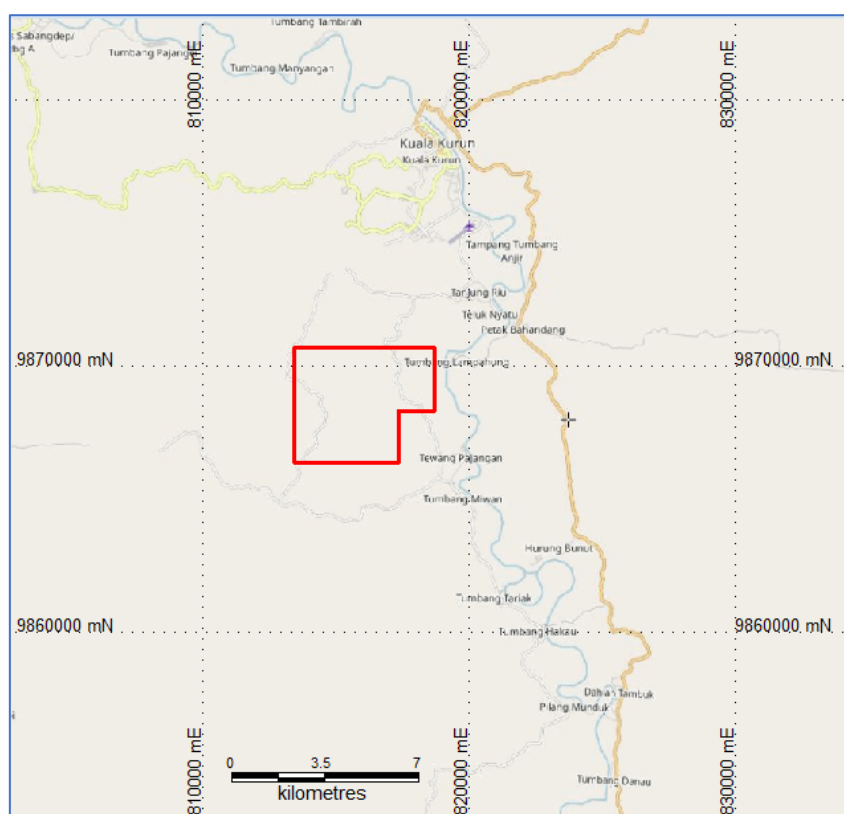 Tumbang Tambirah
Sabangdep/
Tumbang Pajangan
Tumbang Manyangan
810000 mE
820000 mE
830000 mE
Kuala Kurun
Kuala Kurun
Tampang Tumbang
Anjir
Tanjung Riu
Teluk Nyatu
Petak Bahandang
9870000 mN
Tumbang Lampahung
9870000 mN
Tewang Pajangan
Tumbang Miwan
Hurung Bunut
Tumbang Tariak
9860000 mN
Tumbang Hakau
9860000 mN
Dahian Tambuk
Pilang Munduk
810000 mE
820000 mE
830000 mE
0 3.5 7
kilometres
Tumbang Danau